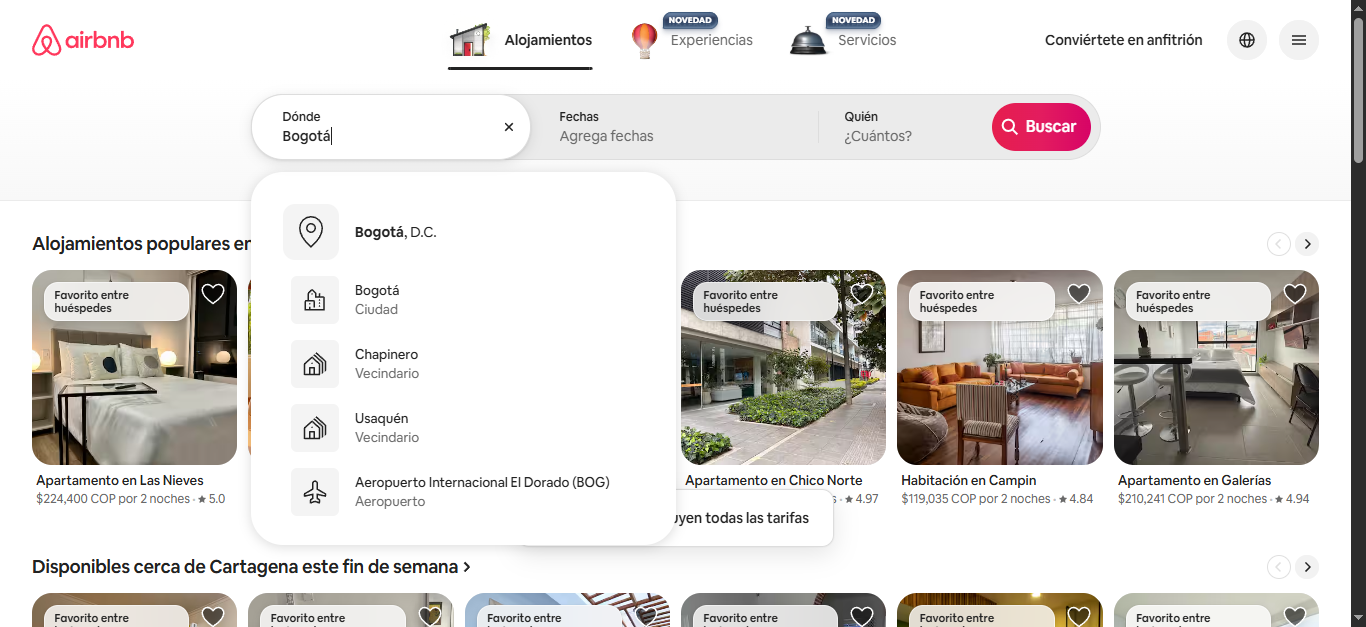 airbnb
Alojamientos
NOVEDAD
Experiencias
NOVEDAD
Servicios
Conviértete en anfitrión
Dónde
Bogotá
Fechas
Agrega fechas
Quién
¿Cuántos?
Buscar
Bogotá, D.C.
Bogotá
Ciudad
Chapinero
Vecindario
Usaquén
Vecindario
Aeropuerto Internacional El Dorado (BOG)
Aeropuerto
Alojamientos populares en
Favorito entre
huéspedes
Favorito entre
huéspedes
Favorito entre
huéspedes
Favorito entre
huéspedes
Apartamento en Las Nieves
$224,400 COP por 2 noches · ★ 5.0
Apartamento en Chico Norte
★ 4.97
Habitación en Campin
$119,035 COP por 2 noches · ★ 4.84
Apartamento en Galerías
$210,241 COP por 2 noches · ★ 4.94
todas las tarifas
Disponibles cerca de Cartagena este fin de semana >
Favorito entre
Favorito entre
Favorito entre
Favorito entre
Favorito entre
Favorito entre